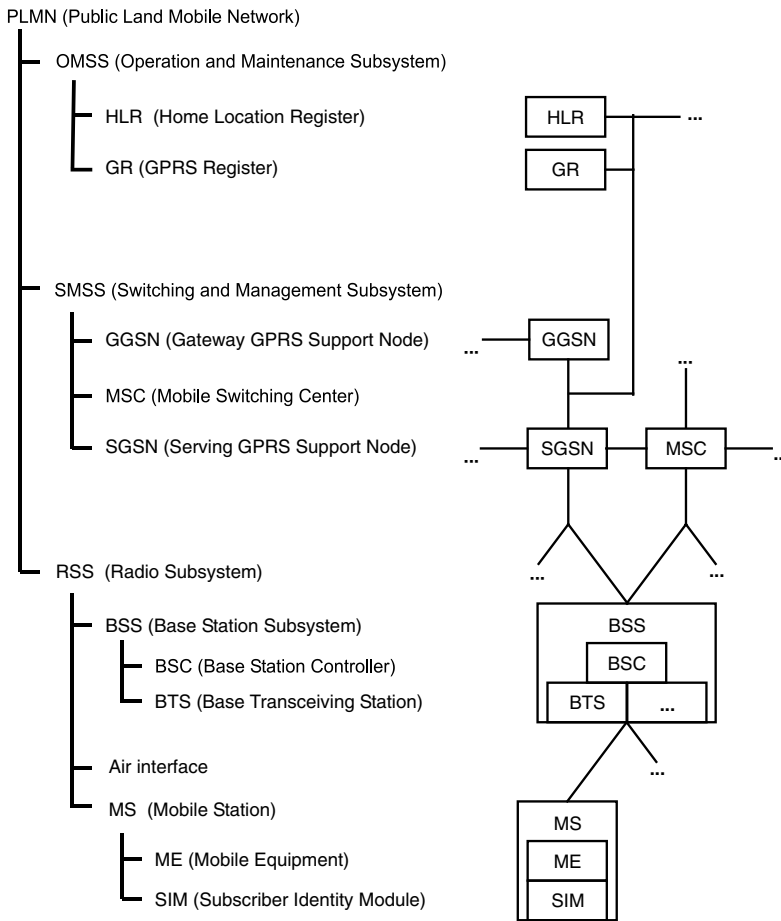 PLMN (Public Land Mobile Network)
OMSS (Operation and Maintenance Subsystem)
HLR (Home Location Register)
GR (GPRS Register)
SMSS (Switching and Management Subsystem)
GGSN (Gateway GPRS Support Node)
MSC (Mobile Switching Center)
SGSN (Serving GPRS Support Node)
RSS (Radio Subsystem)
BSS (Base Station Subsystem)
BSC (Base Station Controller)
BTS (Base Transceiving Station)
Air interface
MS (Mobile Station)
ME (Mobile Equipment)
SIM (Subscriber Identity Module)
HLR
...
GR
GGSN
...
...
... SGSN MSC ...
...
...
BSS
BSC
BTS ...
...
MS
ME
SIM